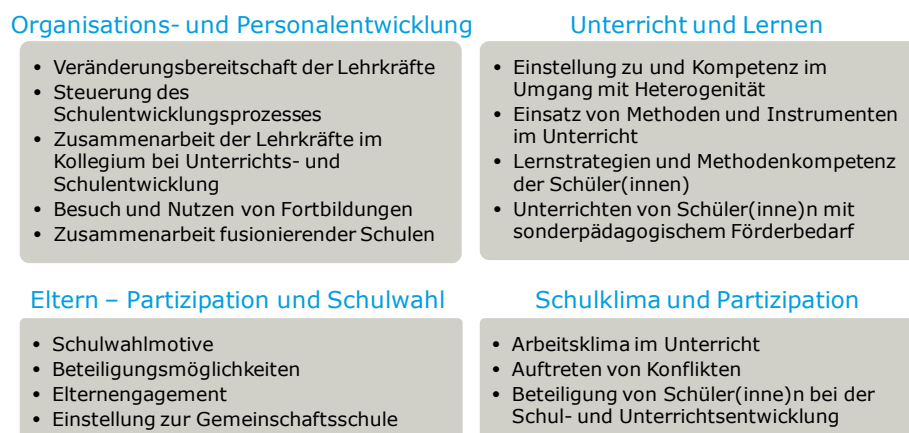 Organisations- und Personalentwicklung
• Veränderungsbereitschaft der Lehrkräfte
• Steuerung des
Schulentwicklungsprozesses
• Zusammenarbeit der Lehrkräfte im
Kollegium bei Unterrichts- und
Schulentwicklung
• Besuch und Nutzen von Fortbildungen
• Zusammenarbeit fusionierender Schulen
Unterricht und Lernen
• Einstellung zu und Kompetenz im
Umgang mit Heterogenität
• Einsatz von Methoden und Instrumenten
im Unterricht
• Lernstrategien und Methodenkompetenz
der Schüler(innen)
• Unterrichten von Schüler(inne)n mit
sonderpädagogischem Förderbedarf
Eltern – Partizipation und Schulwahl
• Schulwahlmotive
• Beteiligungsmöglichkeiten
• Elternengagement
• Einstellung zur Gemeinschaftsschule
Schulklima und Partizipation
• Arbeitsklima im Unterricht
• Auftreten von Konflikten
• Beteiligung von Schüler(inne)n bei der
Schul- und Unterrichtsentwicklung